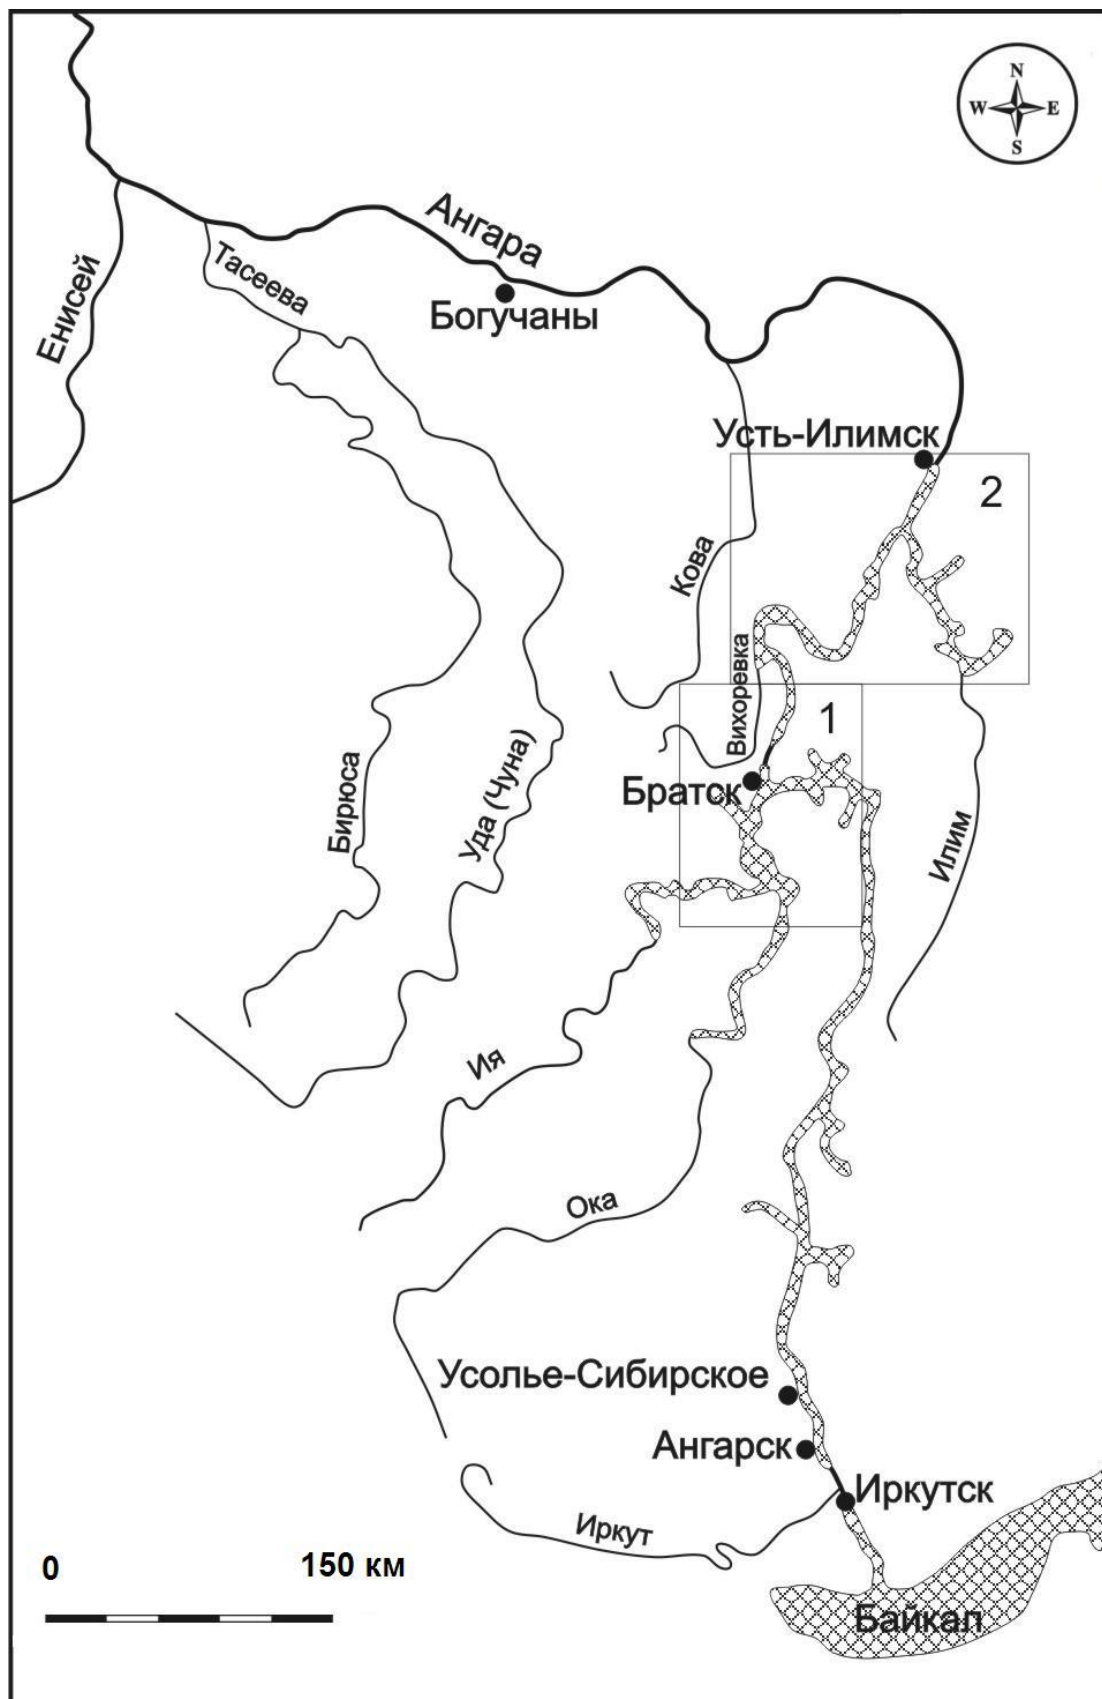 N
W E
S
Ангара
Тасеева
Енисей
Богучаны
Усть-Илимск
2
Кова
Вихоревка
1
Братск
Бирюса
Уда (Чуна)
Илим
Ия
Ока
Усолье-Сибирское
Ангарск
Иркутск
Иркут
0 150 км
Байкал